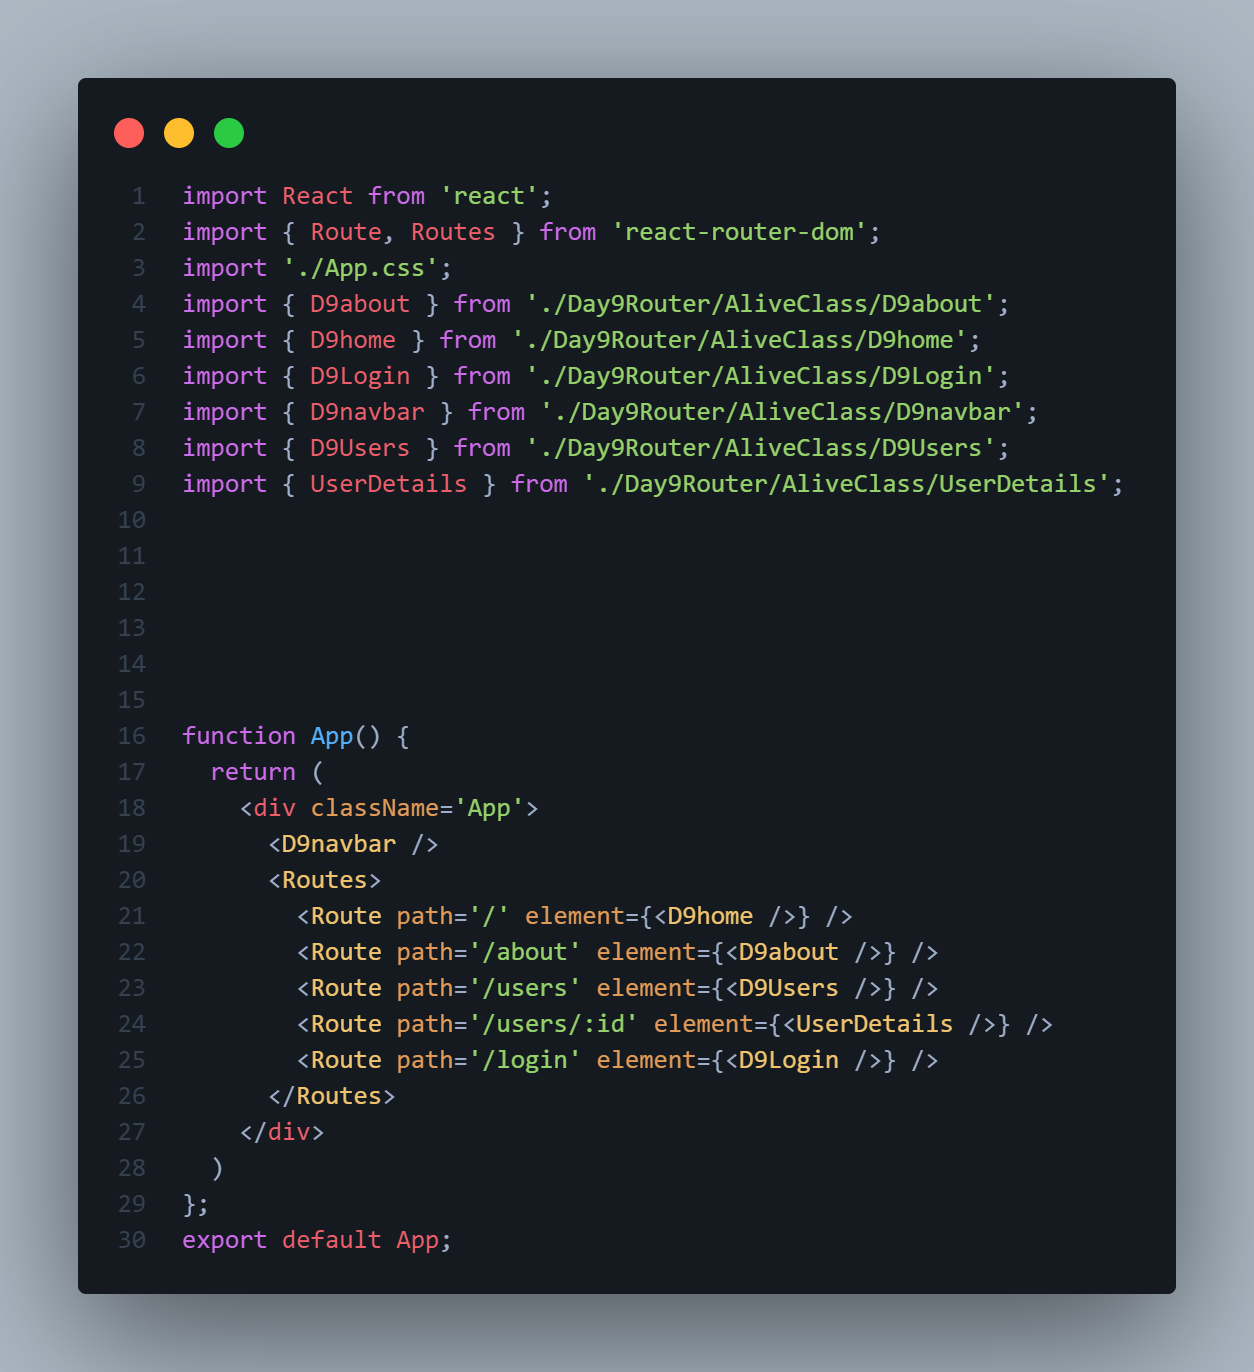 1 import React from 'react';
2 import { Route, Routes } from 'react-router-dom';
3 import './App.css';
4 import { D9about } from './Day9Router/AliveClass/D9about';
5 import { D9home } from './Day9Router/AliveClass/D9home';
6 import { D9Login } from './Day9Router/AliveClass/D9Login';
7 import { D9navbar } from './Day9Router/AliveClass/D9navbar';
8 import { D9Users } from './Day9Router/AliveClass/D9Users';
9 import { UserDetails } from './Day9Router/AliveClass/UserDetails';
10
11
12
13
14
15
16 function App() {
17   return (
18     <div className='App'>
19       <D9navbar />
20       <Routes>
21         <Route path='/' element={<D9home />} />
22         <Route path='/about' element={<D9about />} />
23         <Route path='/users' element={<D9Users />} />
24         <Route path='/users/:id' element={<UserDetails />} />
25         <Route path='/login' element={<D9Login />} />
26       </Routes>
27     </div>
28   )
29 };
30 export default App;